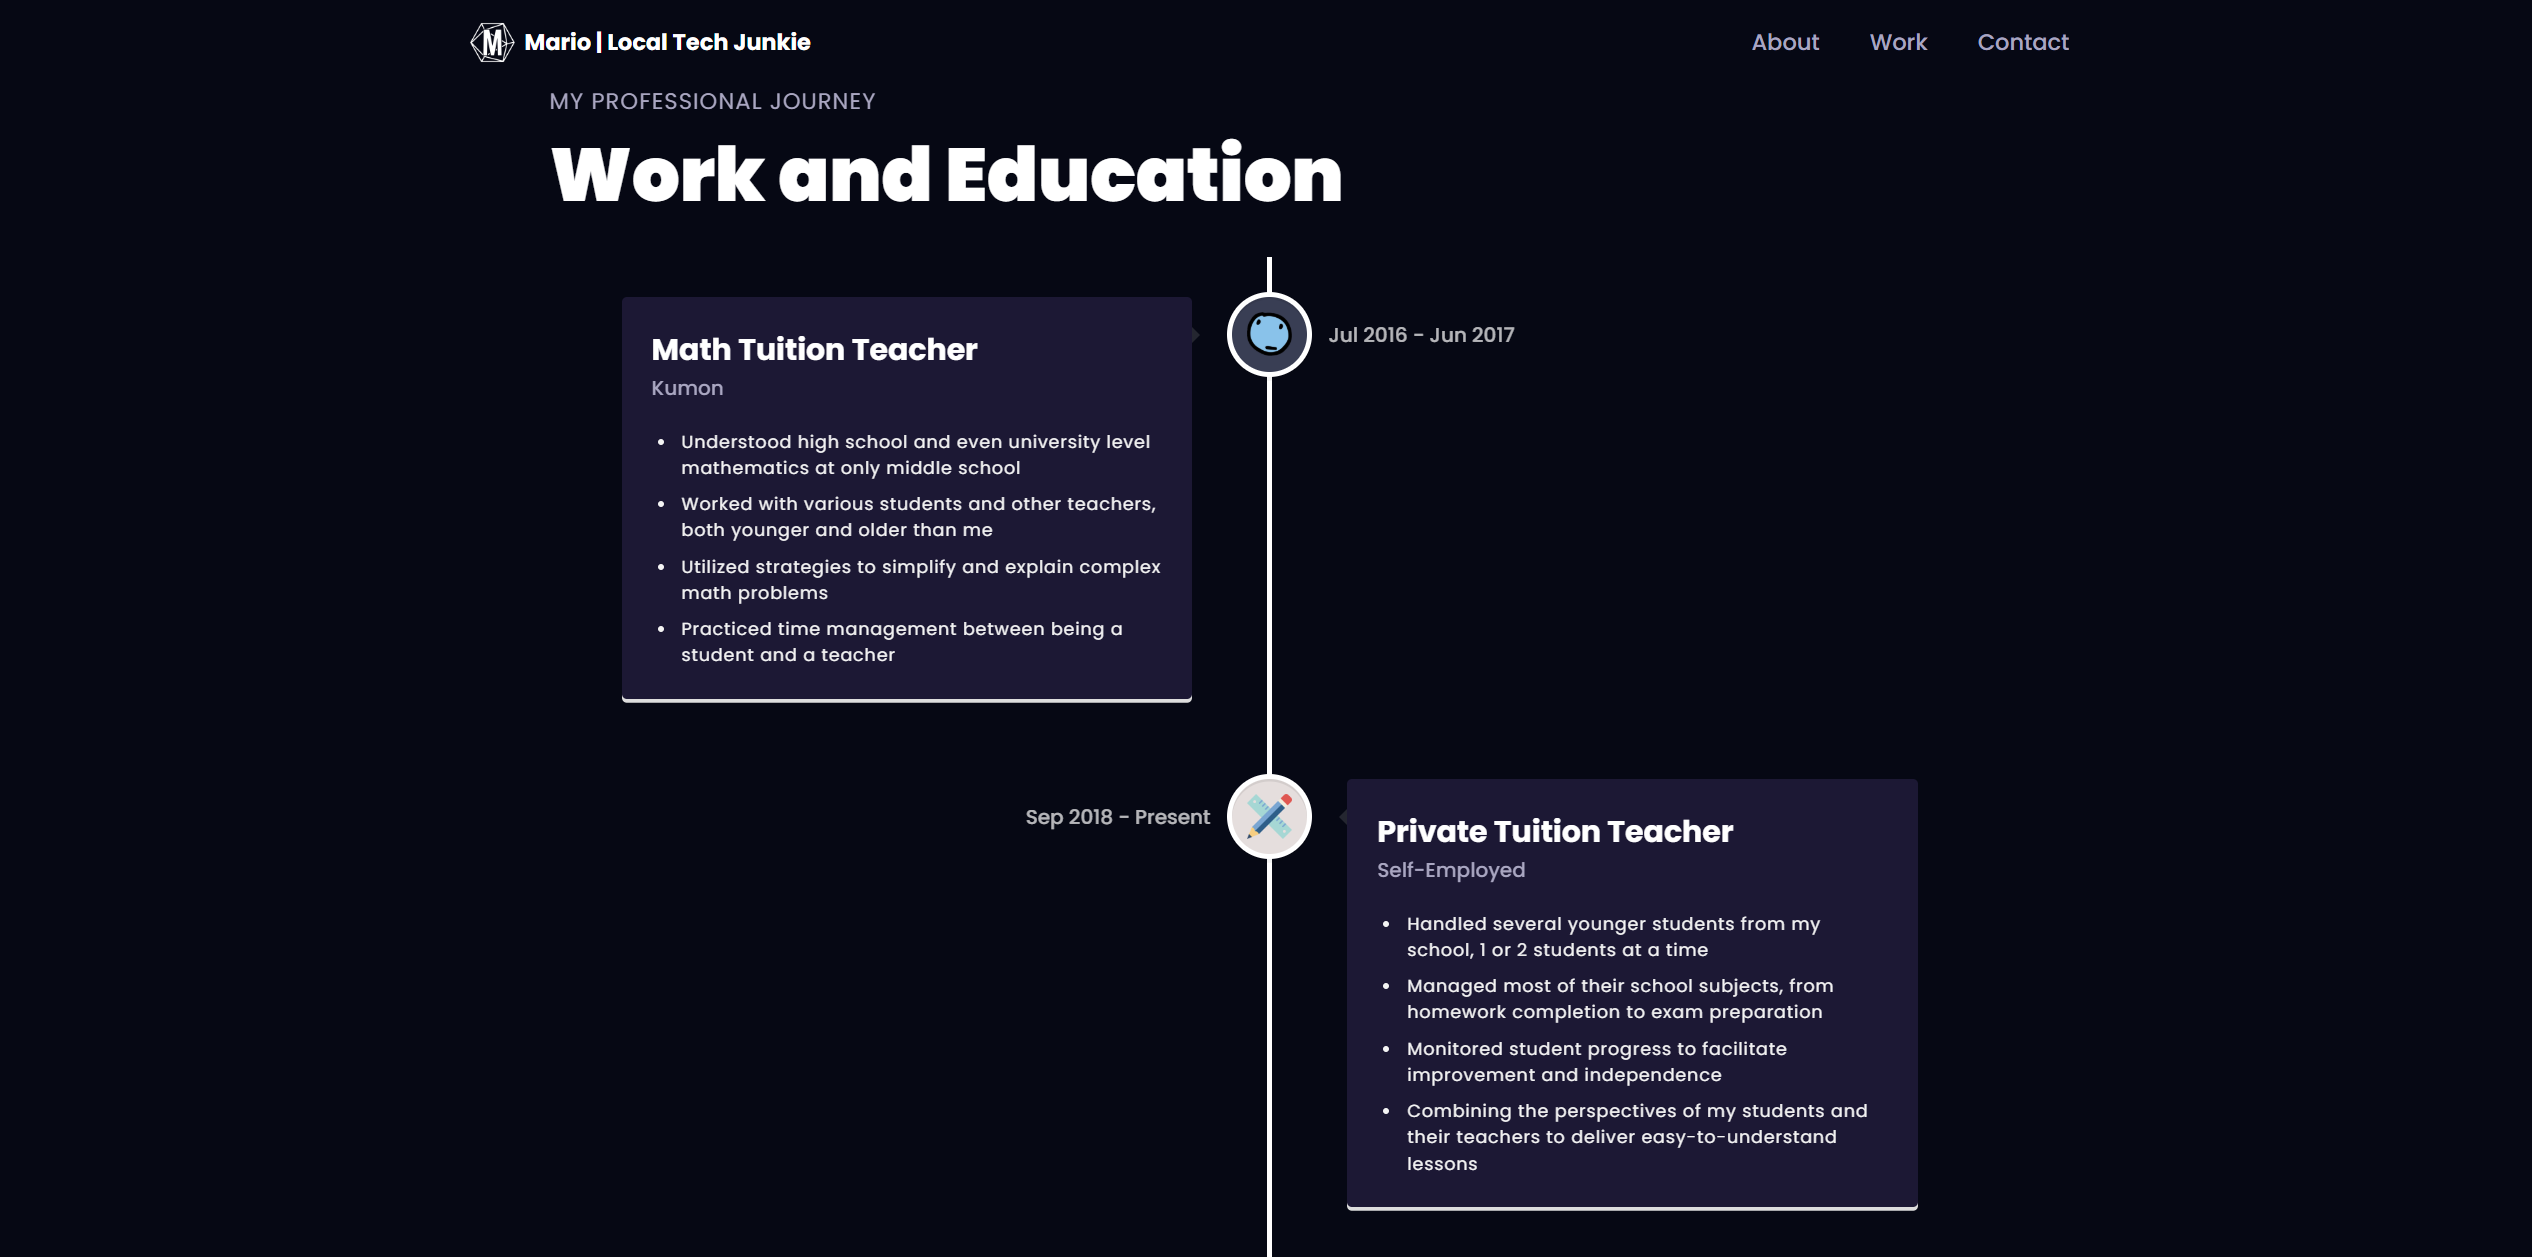 M
Mario | Local Tech Junkie
About
Work
Contact
MY PROFESSIONAL JOURNEY
Work and Education
Jul 2016 - Jun 2017
Math Tuition Teacher
Kumon
• Understood high school and even university level
mathematics at only middle school
• Worked with various students and other teachers,
both younger and older than me
• Utilized strategies to simplify and explain complex
math problems
• Practiced time management between being a
student and a teacher
Sep 2018 - Present
Private Tuition Teacher
Self-Employed
• Handled several younger students from my
school, 1 or 2 students at a time
• Managed most of their school subjects, from
homework completion to exam preparation
• Monitored student progress to facilitate
improvement and independence
• Combining the perspectives of my students and
their teachers to deliver easy-to-understand
lessons